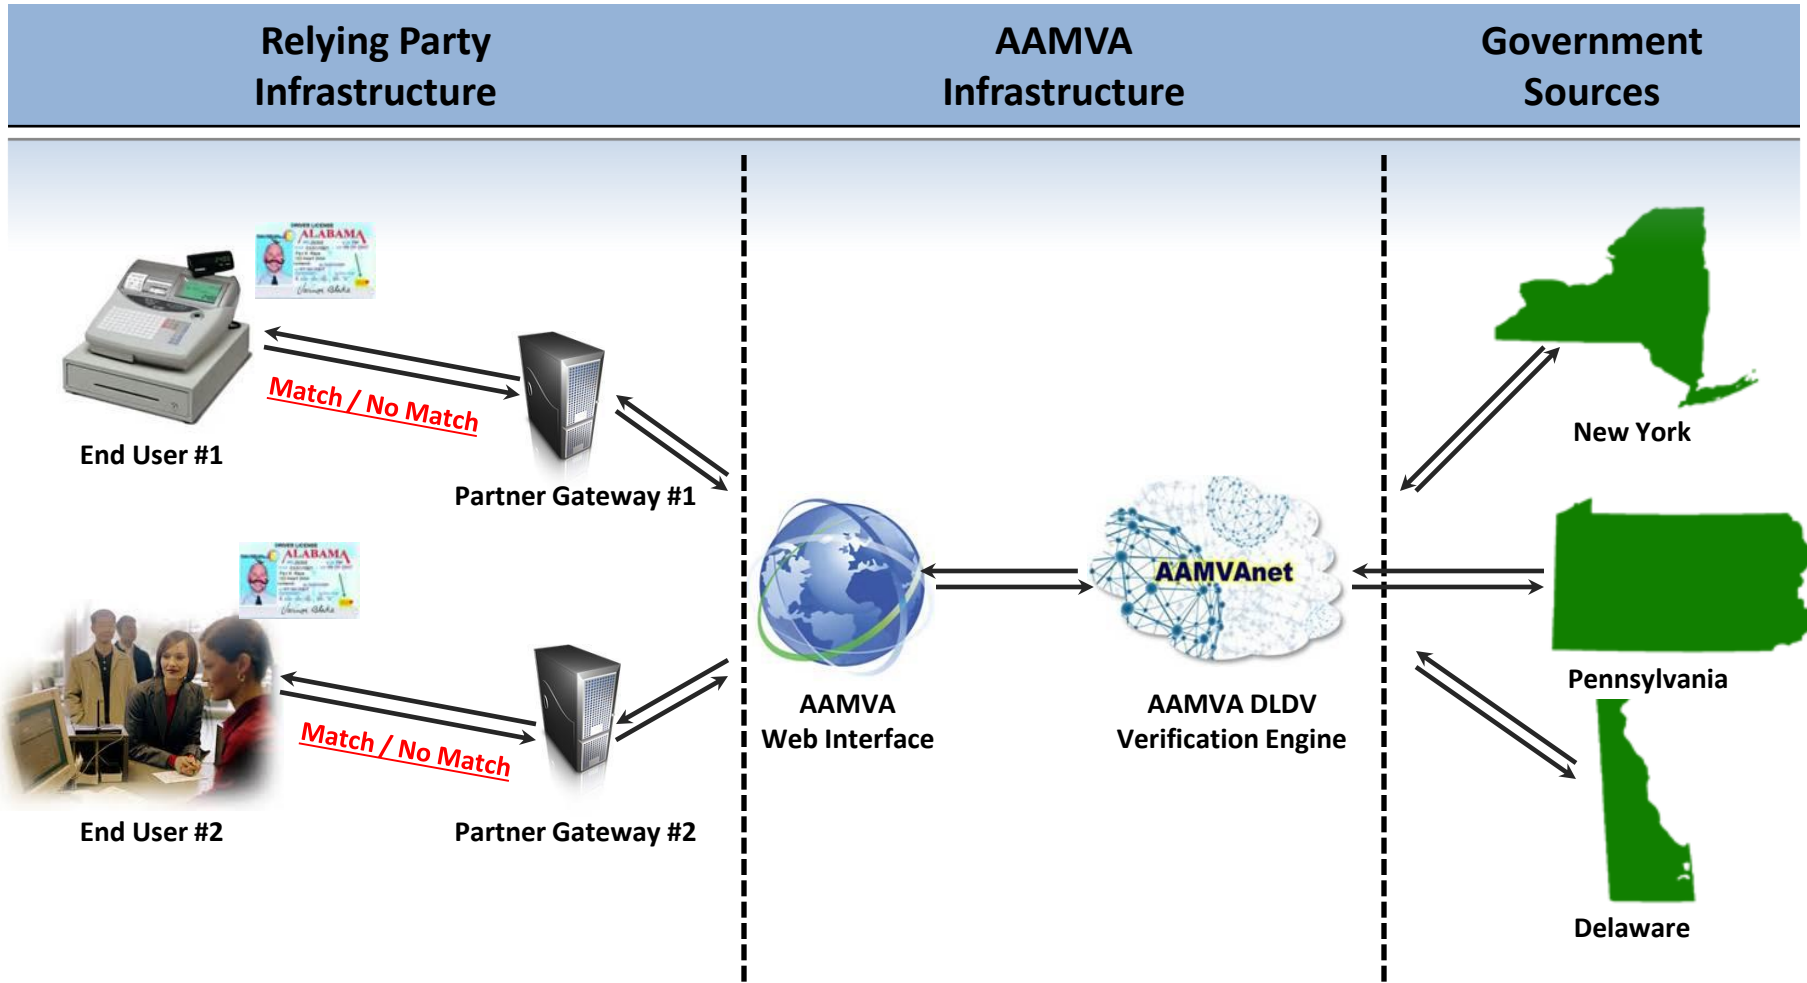 Relying Party
Infrastructure
AAMVA
Infrastructure
Government
Sources
DRIVER LICENSE
ALABAMA
Match / No Match
End User #1
Partner Gateway #1
New York
ALABAMA
Match / No Match
End User #2
Partner Gateway #2
AAMVA
Web Interface
AAMVAnet
AAMVA DLDV
Verification Engine
Pennsylvania
Delaware